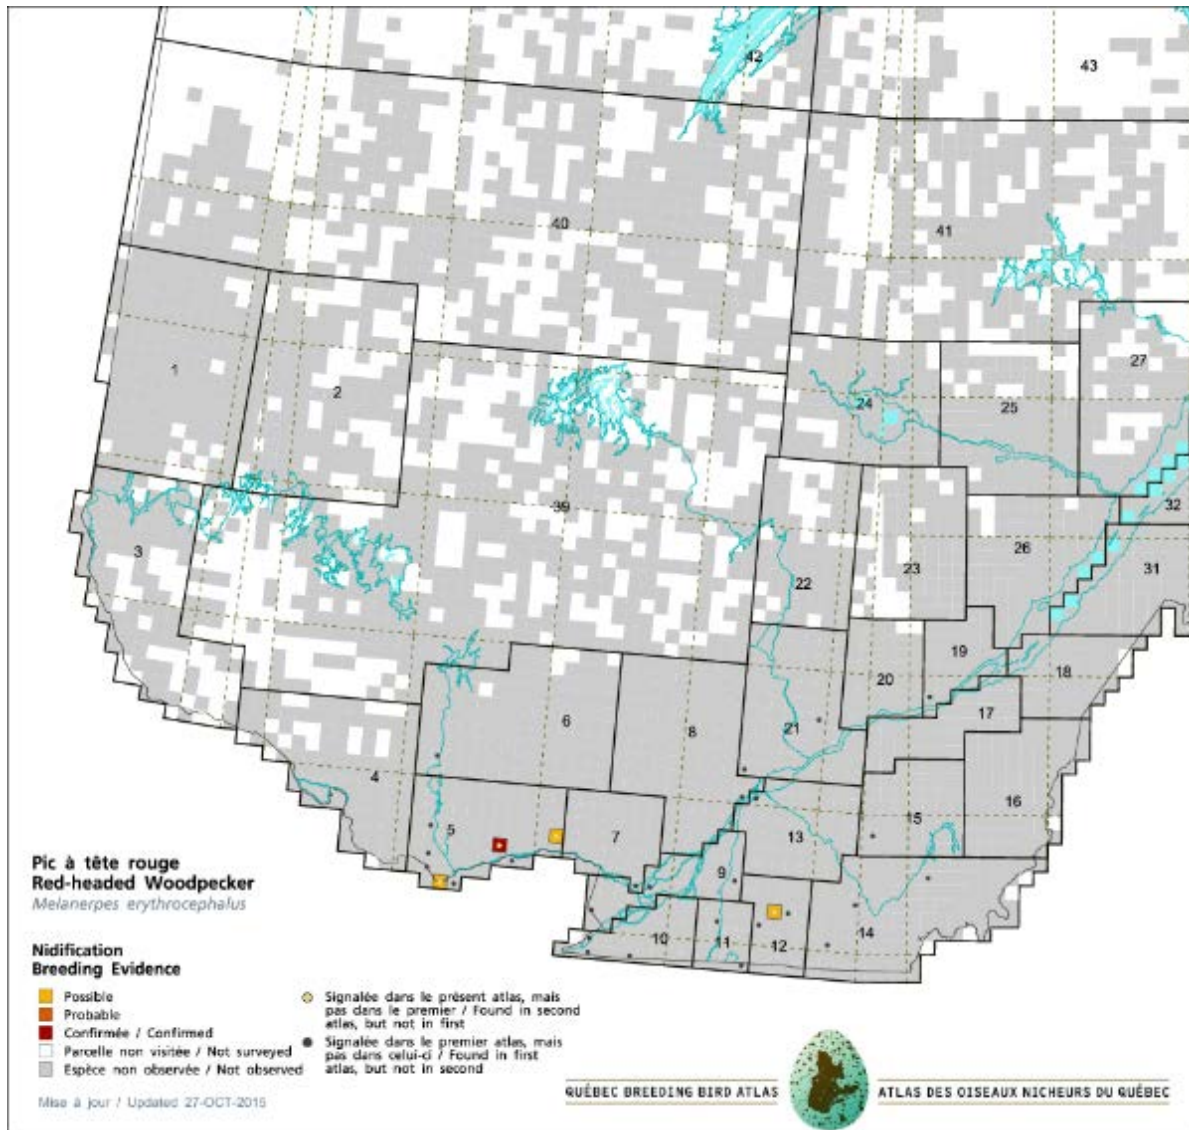 42
43
40
41
1
2
27
24
25
39
32
3
26
31
22
23
19
20
18
17
6
8
21
4
16
15
5
7
13
9
10
11
12
14
Pic à tête rouge
Red-headed Woodpecker
Melanerpes erythrocephalus
Nidification
Breeding Evidence
Possible
Probable
Confirmée / Confirmed
Parcelle non visitée / Not surveyed
Espèce non observée / Not observed
Signalée dans le présent atlas, mais
pas dans le premier / Found in second
atlas, but not in first
Signalée dans le premier atlas, mais
pas dans celui-ci / Found in first
atlas, but not in second
Mise à jour / Updated 27-OCT-2015
QUÉBEC BREEDING BIRD ATLAS
ATLAS DES OISEAUX NICHEURS DU QUÉBEC